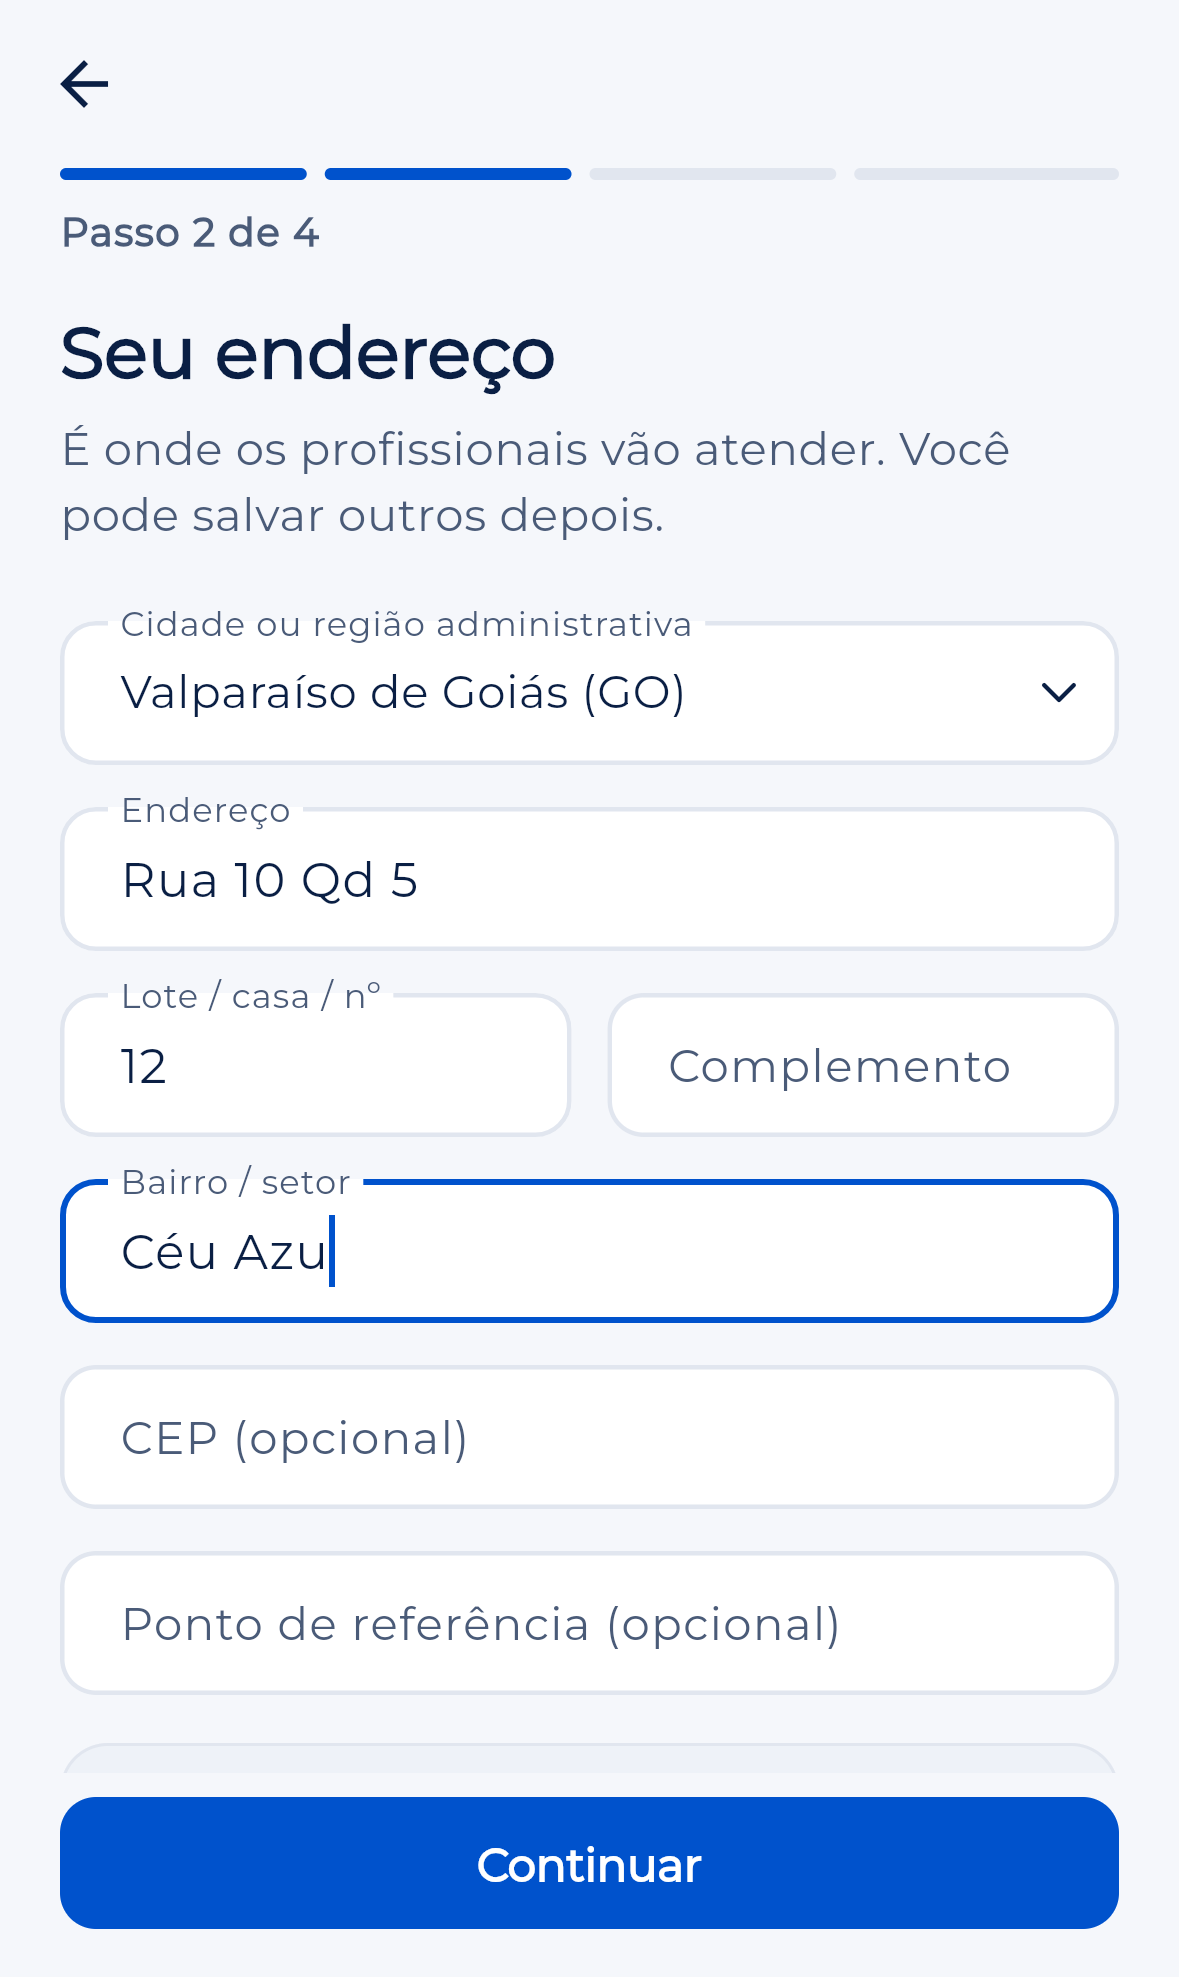 Passo 2 de 4
Seu endereço
É onde os profissionais vão atender. Você
pode salvar outros depois.
Cidade ou região administrativa
Valparaíso de Goiás (GO)
Endereço
Rua 10 Qd 5
Lote / casa / nº
12
Complemento
Bairro / setor
Céu Azu
CEP (opcional)
Ponto de referência (opcional)
Continuar